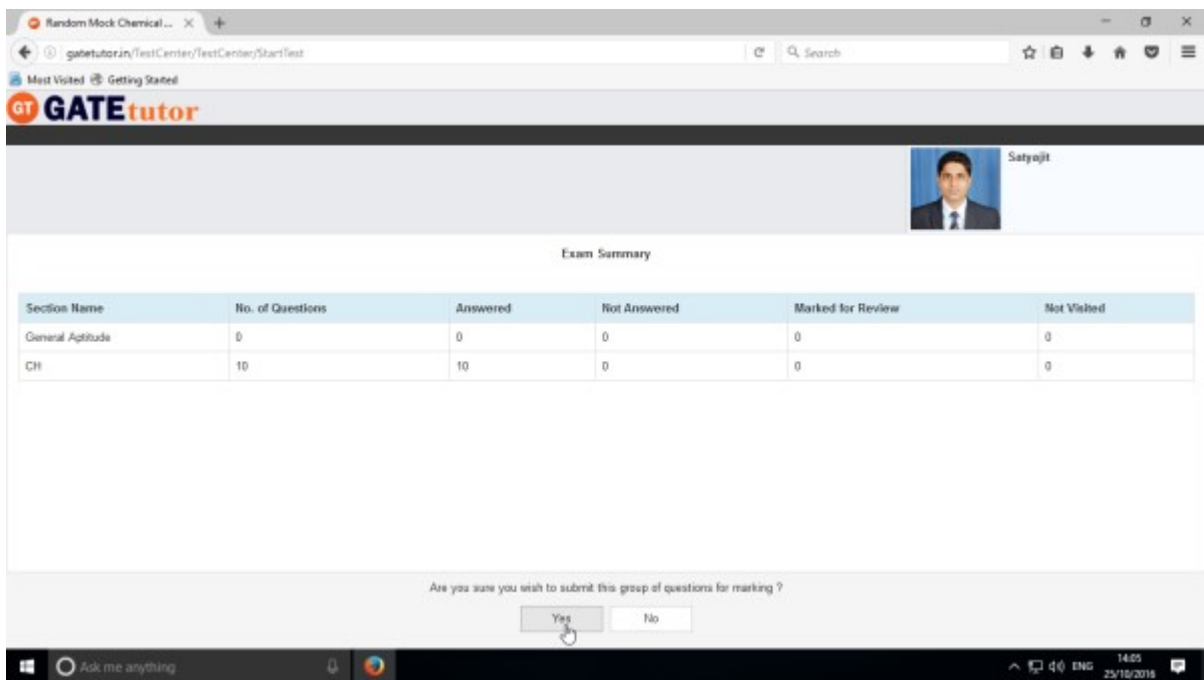 Random Mock Chemical ...
gatetutor.in/TestCenter/TestCenter/StartTest
Search
Most Visited Getting Started
GT GATEtutor
Satyajit
Exam Summary
Section Name No. of Questions Answered Not Answered Marked for Review Not Visited
General Aptitude 0 0 0 0 0
CH 10 10 0 0 0
Are you sure you wish to submit this group of questions for marking ?
Yes No
Ask me anything ENG 14:05
25/10/2016